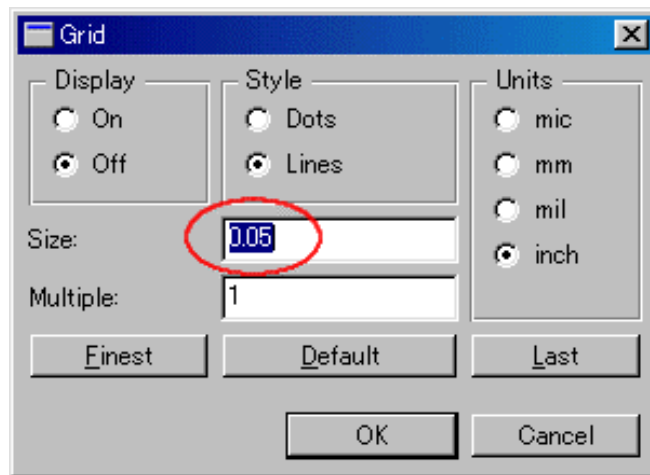 Grid
Display
On
Off
Style
Dots
Lines
Units
mic
mm
mil
inch
Size:
0.05
Multiple:
1
Finest
Default
Last
OK
Cancel